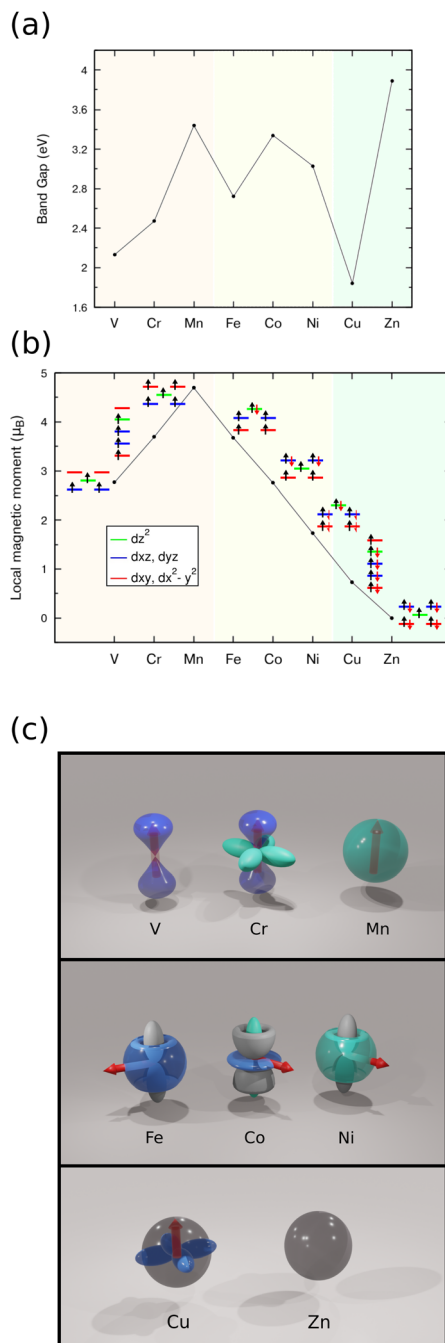 (a)
Band Gap (eV)
4
3.6
3.2
2.8
2.4
2
1.6
V Cr Mn Fe Co Ni Cu Zn
(b)
Local magnetic moment (μB)
5
4
3
2
1
0
dz²
dxz, dyz
dxy, dx²- y²
V Cr Mn Fe Co Ni Cu Zn
(c)
V Cr Mn
Fe Co Ni
Cu Zn